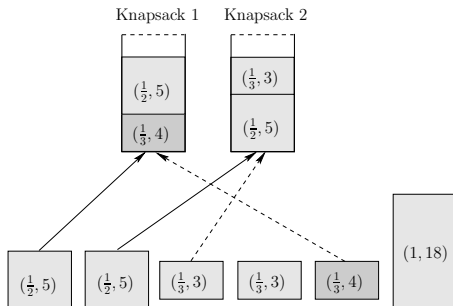 Knapsack 1 Knapsack 2
(1/2, 5) (1/3, 3)
(1/3, 4) (1/2, 5)
(1/2, 5) (1/2, 5) (1/3, 3) (1/3, 3) (1/3, 4) (1, 18)